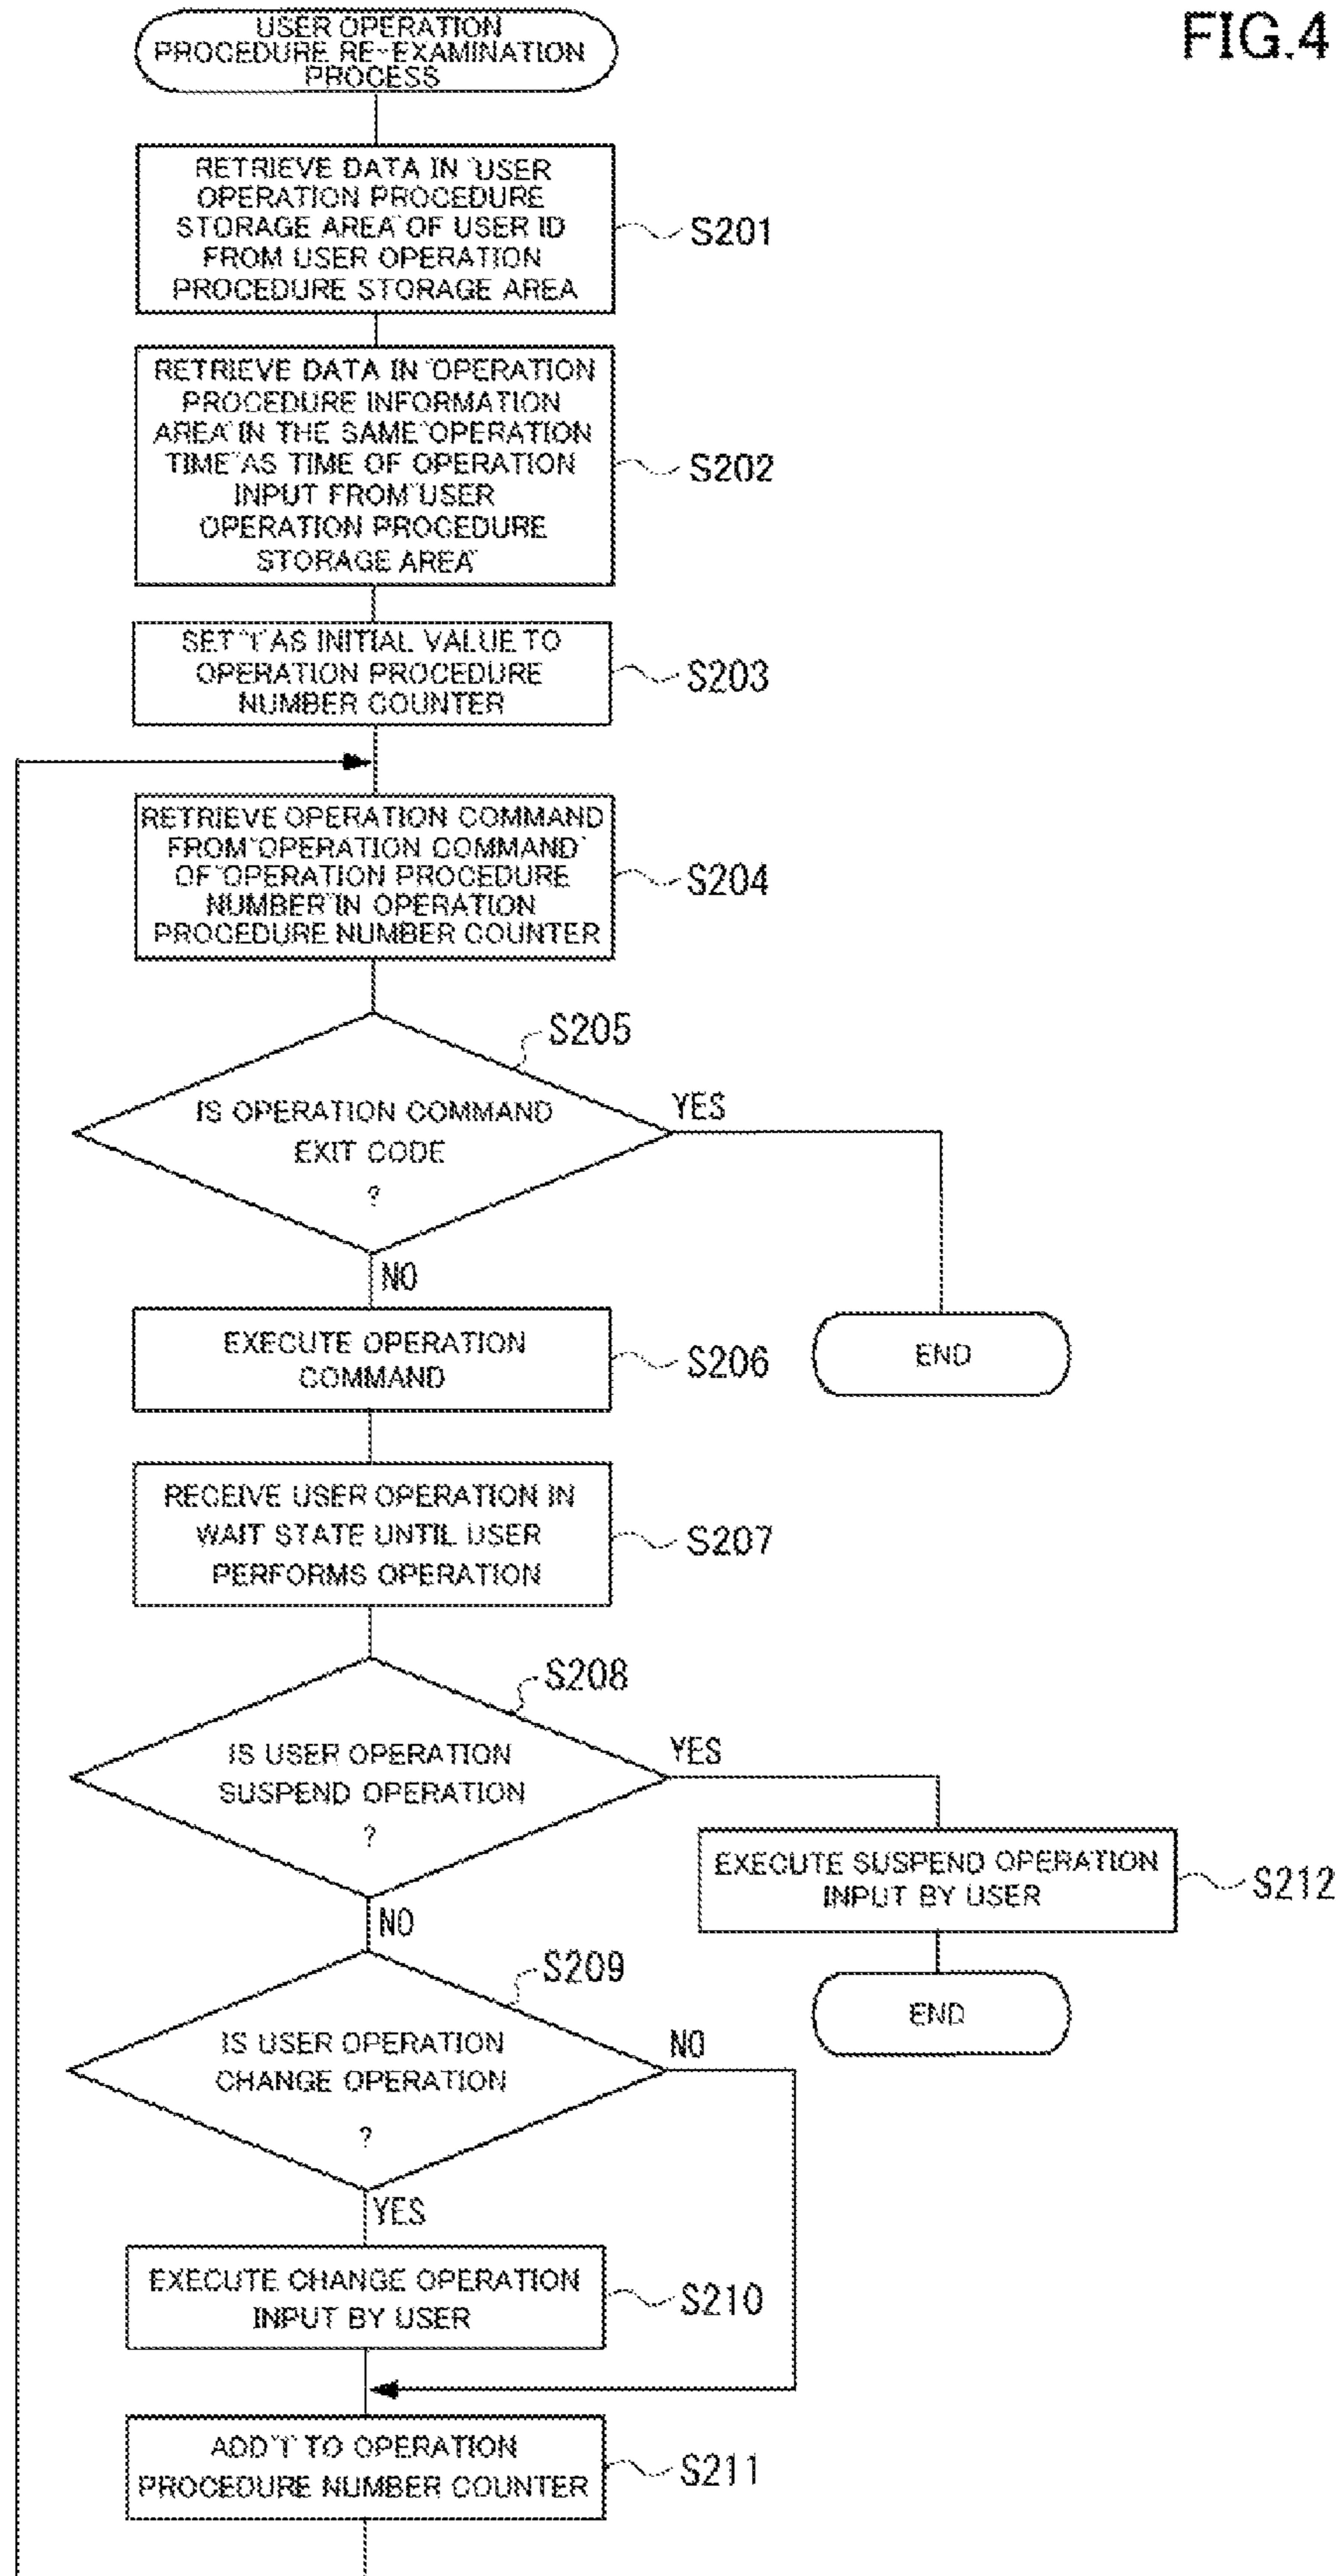 FIG.4
USER OPERATION
PROCEDURE RE-EXAMINATION
PROCESS
RETRIEVE DATA IN "USER
OPERATION PROCEDURE
STORAGE AREA" OF USER ID
FROM USER OPERATION
PROCEDURE STORAGE AREA
S201
RETRIEVE DATA IN "OPERATION
PROCEDURE INFORMATION
AREA" IN THE SAME "OPERATION
TIME" AS TIME OF OPERATION
INPUT FROM "USER
OPERATION PROCEDURE
STORAGE AREA"
S202
SET "1" AS INITIAL VALUE TO
OPERATION PROCEDURE
NUMBER COUNTER
S203
RETRIEVE OPERATION COMMAND
FROM "OPERATION COMMAND"
OF "OPERATION PROCEDURE
NUMBER" IN OPERATION
PROCEDURE NUMBER COUNTER
S204
S205
IS OPERATION COMMAND
EXIT CODE
?
YES
NO
EXECUTE OPERATION
COMMAND
S206
END
RECEIVE USER OPERATION IN
WAIT STATE UNTIL USER
PERFORMS OPERATION
S207
S208
IS USER OPERATION
SUSPEND OPERATION
?
YES
EXECUTE SUSPEND OPERATION
INPUT BY USER
S212
NO
END
S209
IS USER OPERATION
CHANGE OPERATION
?
NO
YES
EXECUTE CHANGE OPERATION
INPUT BY USER
S210
ADD "1" TO OPERATION
PROCEDURE NUMBER COUNTER
S211